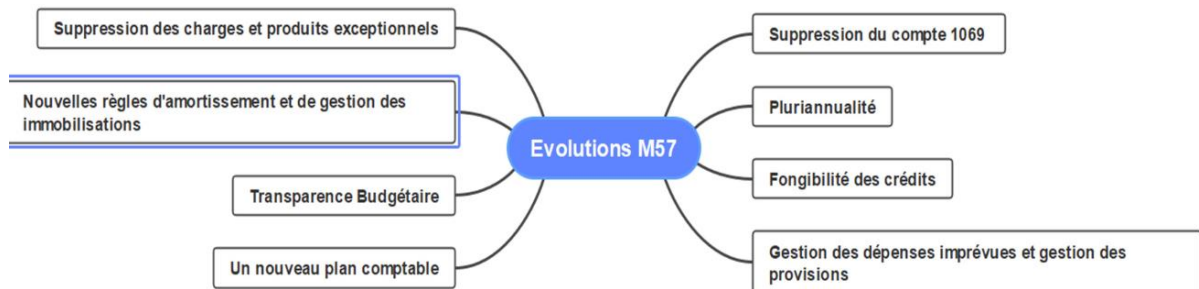 Suppression des charges et produits exceptionnels
Nouvelles règles d'amortissement et de gestion des
immobilisations
Transparence Budgétaire
Un nouveau plan comptable
Evolutions M57
Suppression du compte 1069
Pluriannualité
Fongibilité des crédits
Gestion des dépenses imprévues et gestion des
provisions